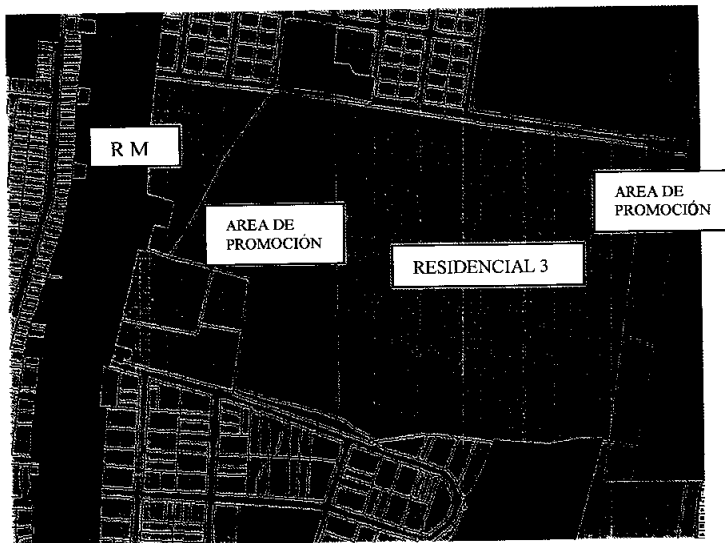 R M
AREA DE
PROMOCIÓN
AREA DE
PROMOCIÓN
RESIDENCIAL 3